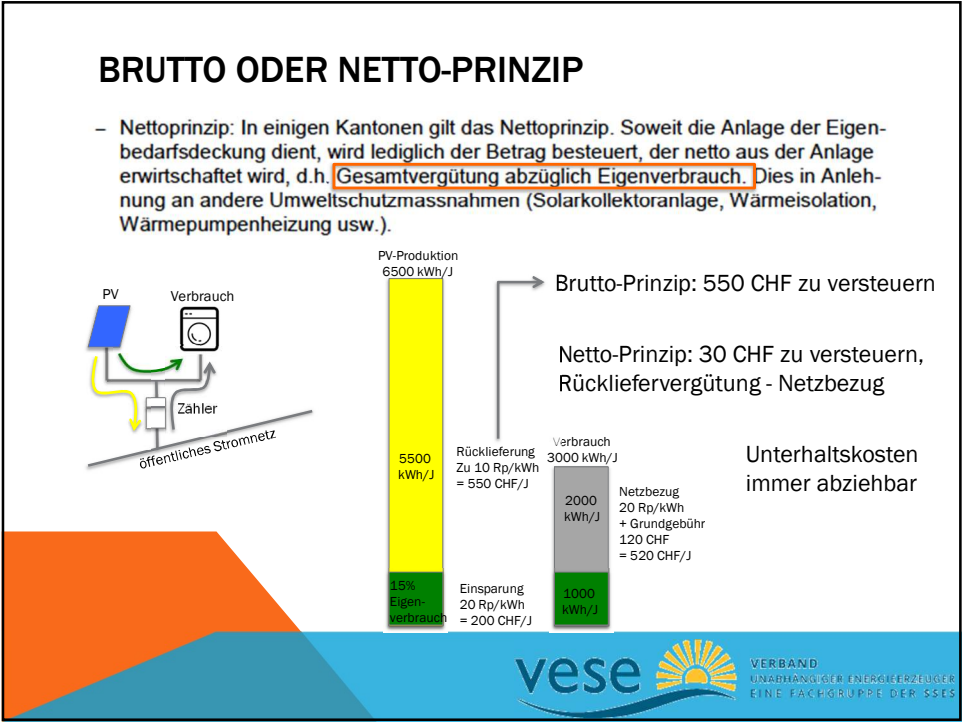 BRUTTO ODER NETTO-PRINZIP
– Nettoprinzip: In einigen Kantonen gilt das Nettoprinzip. Soweit die Anlage der Eigen-
bedarfsdeckung dient, wird lediglich der Betrag besteuert, der netto aus der Anlage
erwirtschaftet wird, d.h. Gesamtvergütung abzüglich Eigenverbrauch. Dies in Anleh-
nung an andere Umweltschutzmassnahmen (Solarkollektoranlage, Wärmeisolation,
Wärmepumpenheizung usw.).
PV
Verbrauch
Zähler
öffentliches Stromnetz
PV-Produktion
6500 kWh/J
5500
kWh/J
15%
Eigen-
verbrauch
Rücklieferung
Zu 10 Rp/kWh
= 550 CHF/J
Einsparung
20 Rp/kWh
= 200 CHF/J
Verbrauch
3000 kWh/J
2000
kWh/J
1000
kWh/J
Netzbezug
20 Rp/kWh
+ Grundgebühr
120 CHF
= 520 CHF/J
Brutto-Prinzip: 550 CHF zu versteuern
Netto-Prinzip: 30 CHF zu versteuern,
Rückliefervergütung - Netzbezug
Unterhaltskosten
immer abziehbar
vese
VERBAND
UNABHÄNGIGER ENERGIEERZEUGER
EINE FACHGRUPPE DER SSES